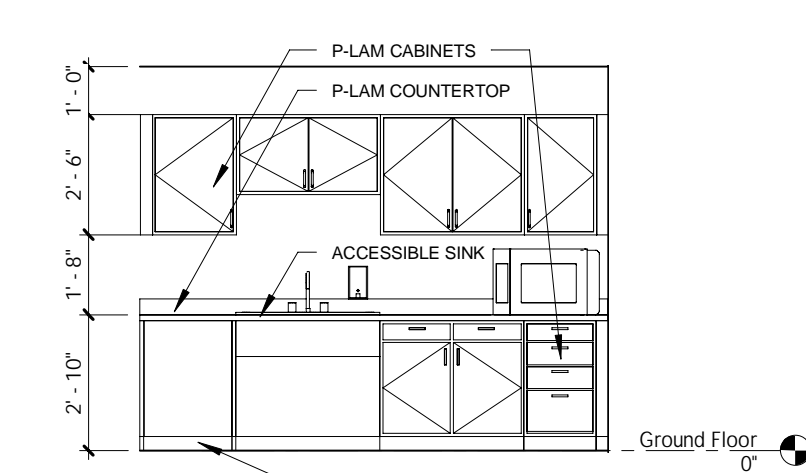 P-LAM CABINETS
P-LAM COUNTERTOP
1' - 0"
2' - 6"
ACCESSIBLE SINK
1' - 8"
2' - 10"
Ground Floor
0"